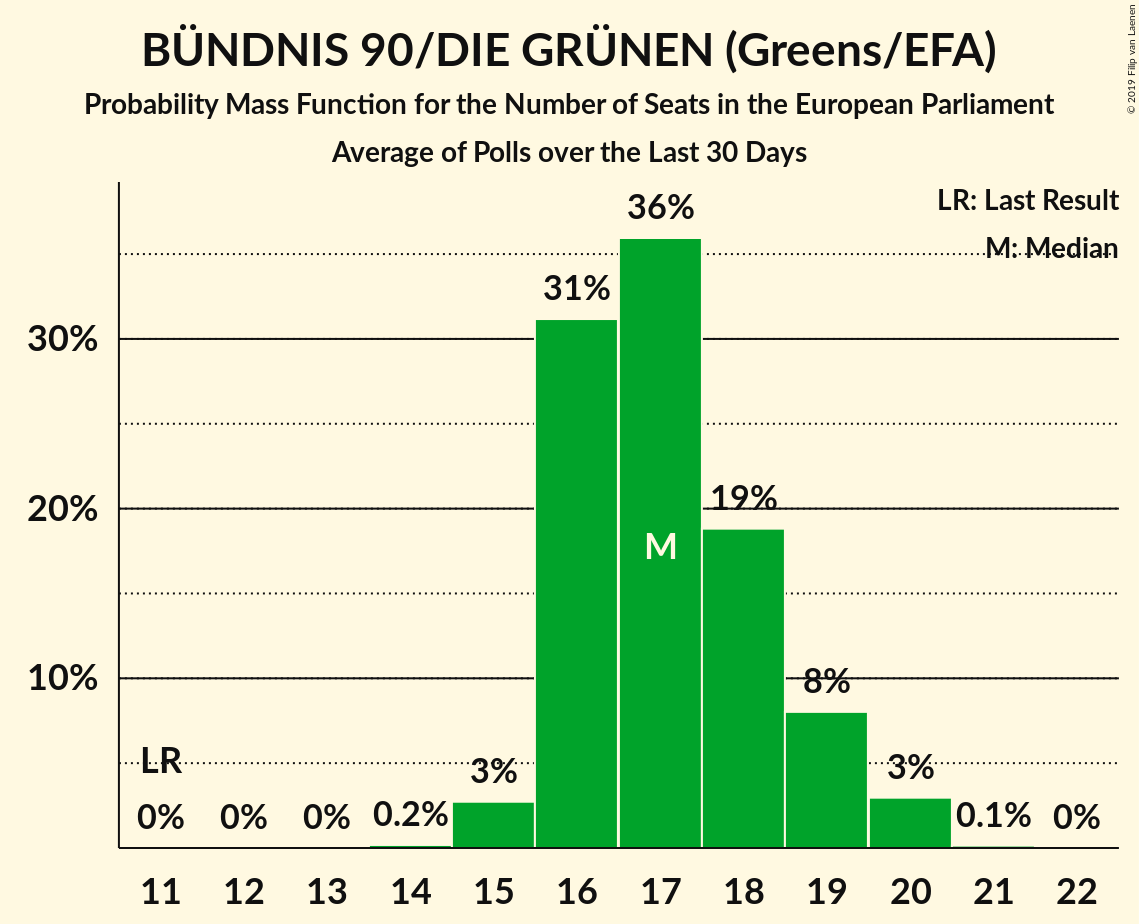 BÜNDNIS 90/DIE GRÜNEN (Greens/EFA)
Probability Mass Function for the Number of Seats in the European Parliament
Average of Polls over the Last 30 Days
© 2019 Filip van Laenen
LR: Last Result
M: Median
30%
20%
10%
36%
31%
19%
M
8%
LR
3%
3%
0%
0%
0%
0.2%
0.1%
0%
11 12 13 14 15 16 17 18 19 20 21 22